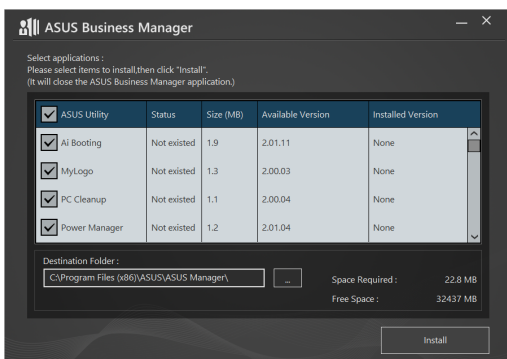 ASUS Business Manager
Select applications :
Please select items to install,then click "Install".
(It will close the ASUS Business Manager application.)
ASUS Utility Status Size (MB) Available Version Installed Version
Ai Booting Not existed 1.9 2.01.11 None
MyLogo Not existed 1.3 2.00.03 None
PC Cleanup Not existed 1.1 2.00.04 None
Power Manager Not existed 1.2 2.01.04 None
Destination Folder :
C:\Program Files (x86)\ASUS\ASUS Manager\ ...
Space Required : 22.8 MB
Free Space : 32437 MB
Install